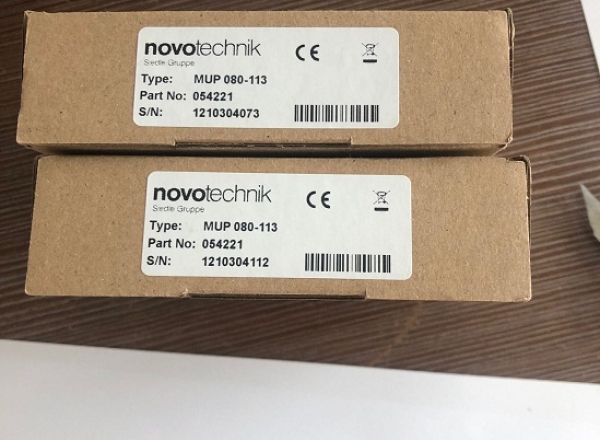 novotechnik
Siedle Gruppe
CE
Type: MUP 080-113
Part No: 054221
S/N: 1210304073
novotechnik
Siedle Gruppe
CE
Type: MUP 080-113
Part No: 054221
S/N: 1210304112